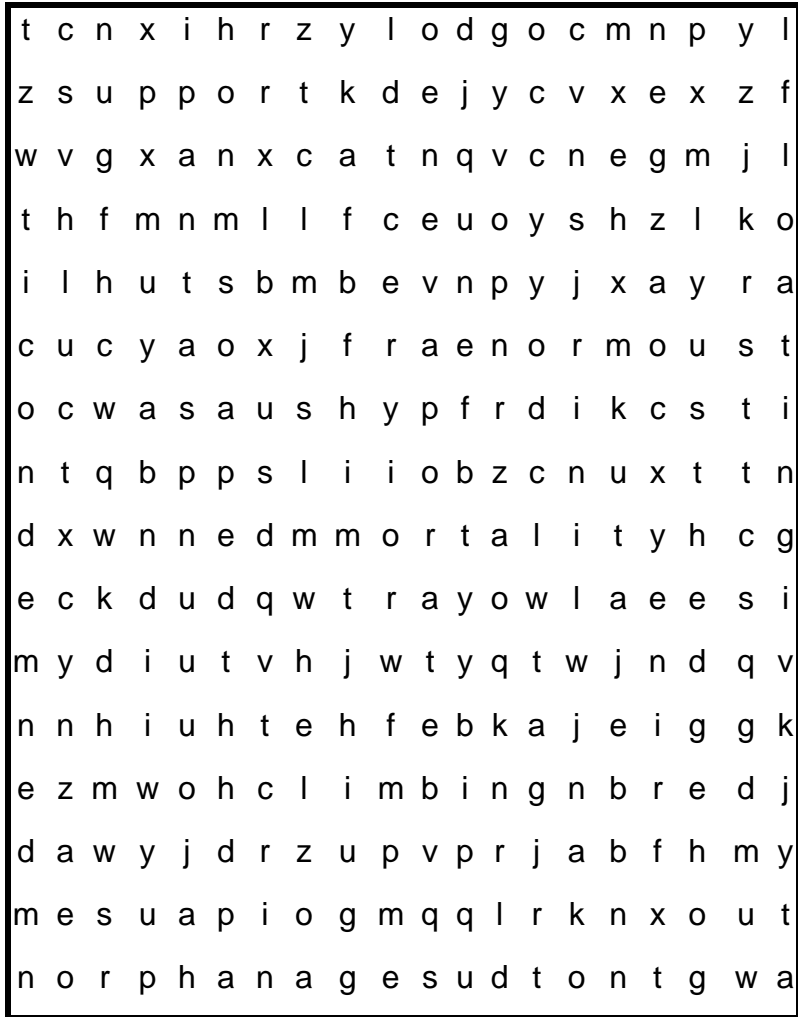 t c n x i h r z y l o d g o c m n p y l
z s u p p o r t k d e j y c v x e x z f
w v g x a n x c a t n q v c n e g m j l
t h f m n m l l f c e u o y s h z l k o
i l h u t s b m b e v n p y j x a y r a
c u c y a o x j f r a e n o r m o u s t
o c w a s a u s h y p f r d i k c s t i
n t q b p p s l i i o b z c n u x t t n
d x w n n e d m m o r t a l i t y h c g
e c k d u d q w t r a y o w l a e e s i
m y d i u t v h j w t y q t w j n d q v
n n h i u h t e h f e b k a j e i g g k
e z m w o h c l i m b i n g n b r e d j
d a w y j d r z u p v p r j a b f h m y
m e s u a p i o g m q q l r k n x o u t
n o r p h a n a g e s u d t o n t g w a